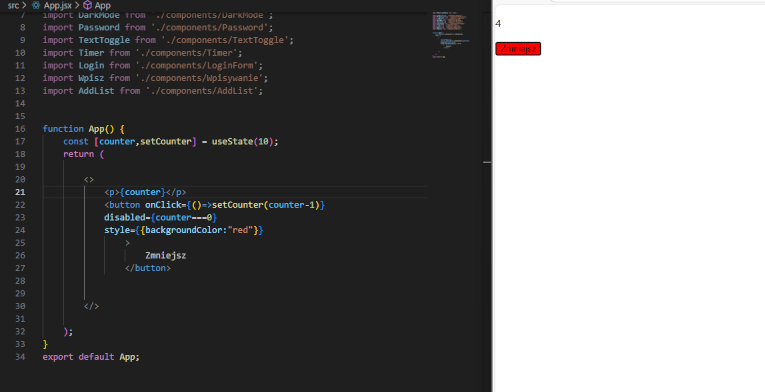 src > App.jsx > App
7 import DarkMode from './components/DarkMode';
8 import Password from './components/Password';
9 import TextToggle from './components/TextToggle';
10 import Timer from './components/Timer';
11 import Login from './components/LoginForm';
12 import Wpisz from './components/Wpisywanie';
13 import AddList from './components/AddList';
14
15
16 function App() {
17 const [counter,setCounter] = useState(10);
18 return (
19
20 <>
21 <p>{counter}</p>
22 <button onClick={()=>setCounter(counter-1)}
23 disabled={counter===0}
24 style={{backgroundColor:"red"}}
25 >
26 Zmniejsz
27 </button>
28
29
30 </>
31
32 );
33 }
34 export default App;
4
Zmniejsz